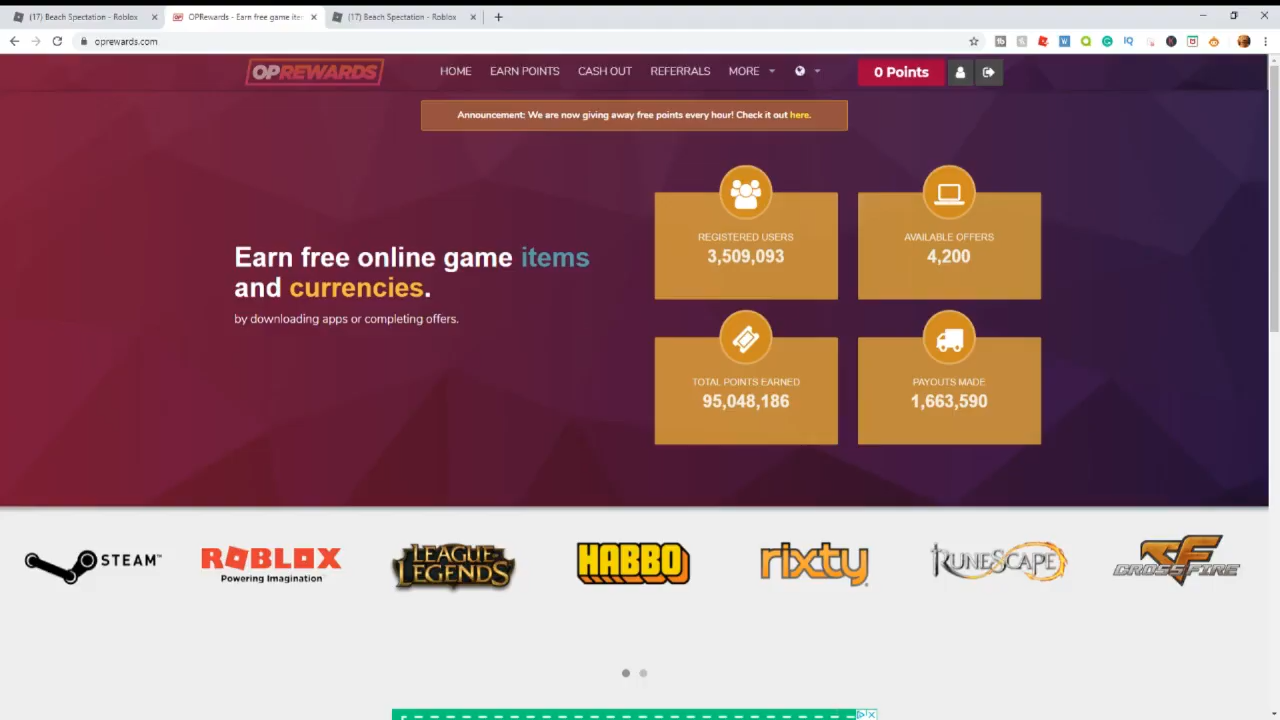 (17) Beach Spectation - Roblox
OPRewards - Earn free game iter
(17) Beach Spectation - Roblox
oprewards.com
OPREWARDS
HOME
EARN POINTS
CASH OUT
REFERRALS
MORE
0 Points
Announcement: We are now giving away free points every hour! Check it out here.
Earn free online game items
and currencies.
by downloading apps or completing offers.
REGISTERED USERS
3,509,093
AVAILABLE OFFERS
4,200
TOTAL POINTS EARNED
95,048,186
PAYOUTS MADE
1,663,590
STEAM™
ROBLOX
Powering Imagination™
LEAGUE of LEGENDS
HABBO
rixty
RUNESCAPE
CF
CROSSFIRE